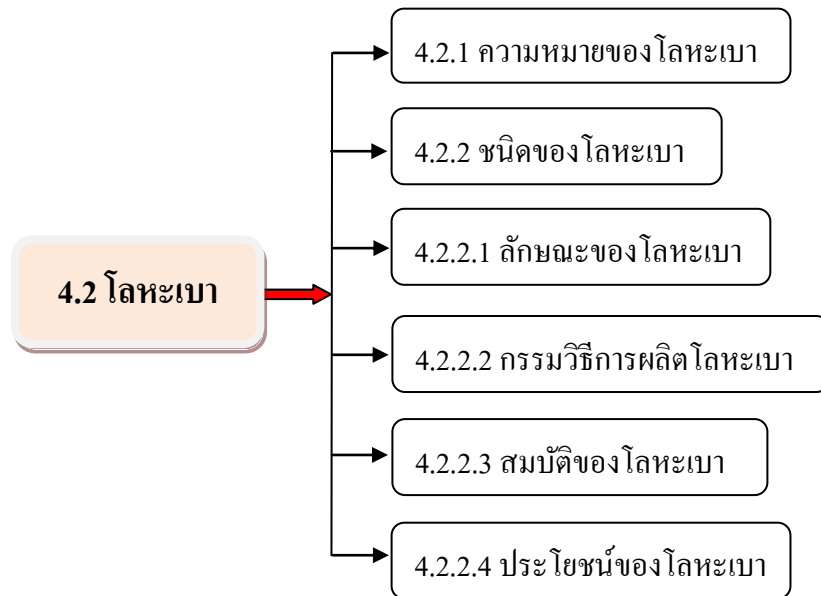 4.2.1 ความหมายของโลหะเบา
4.2.2 ชนิดของโลหะเบา
4.2.2.1 ลักษณะของโลหะเบา
4.2 โลหะเบา
4.2.2.2 กรรมวิธีการผลิตโลหะเบา
4.2.2.3 สมบัติของโลหะเบา
4.2.2.4 ประโยชน์ของโลหะเบา